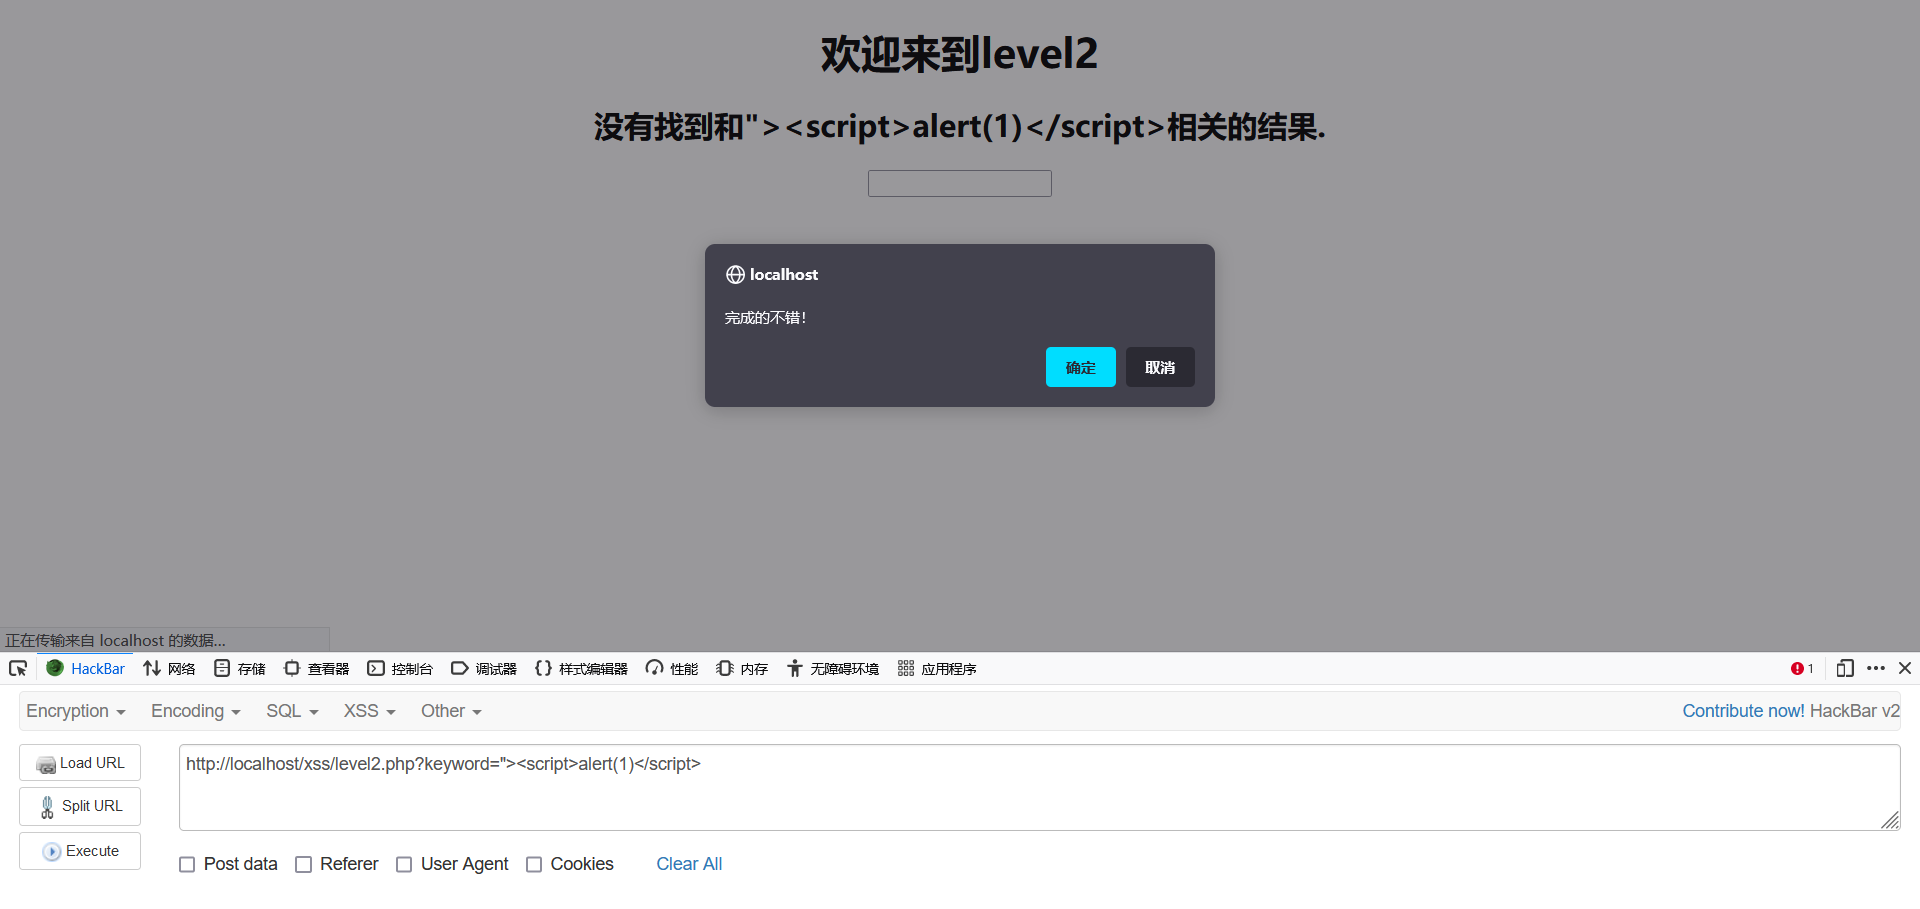 欢迎来到level2
没有找到和"><script>alert(1)</script>相关的结果.
localhost
完成的不错！
确定 取消
正在传输来自 localhost 的数据...
HackBar 网络 存储 查看器 控制台 调试器 样式编辑器 性能 内存 无障碍环境 应用程序 1
Encryption Encoding SQL XSS Other Contribute now! HackBar v2
Load URL http://localhost/xss/level2.php?keyword="><script>alert(1)</script>
Split URL
Execute
Post data Referer User Agent Cookies Clear All